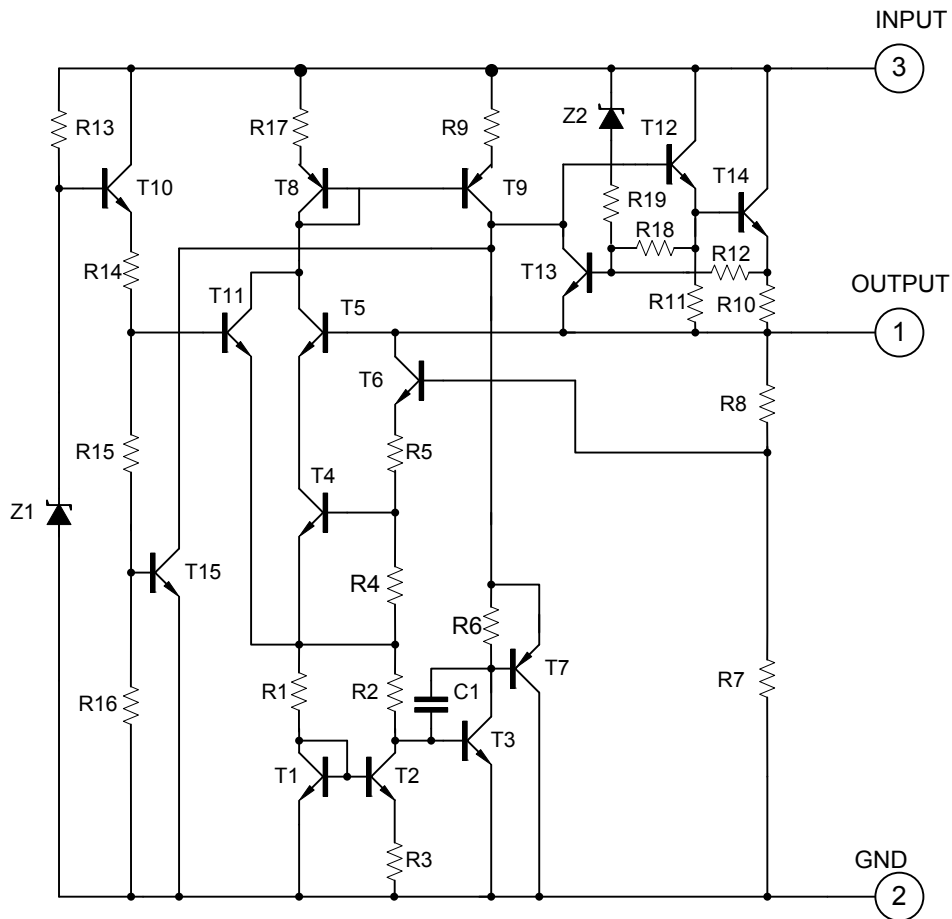 INPUT
3
R13
R17
R9
Z2
T12
T10
T8
T9
T14
R19
R18
R14
T13
R12
T11
T5
R11
R10
OUTPUT
1
T6
R8
R15
R5
T4
Z1
T15
R4
R6
T7
R16
R1
R2
C1
R7
T1
T2
T3
R3
GND
2